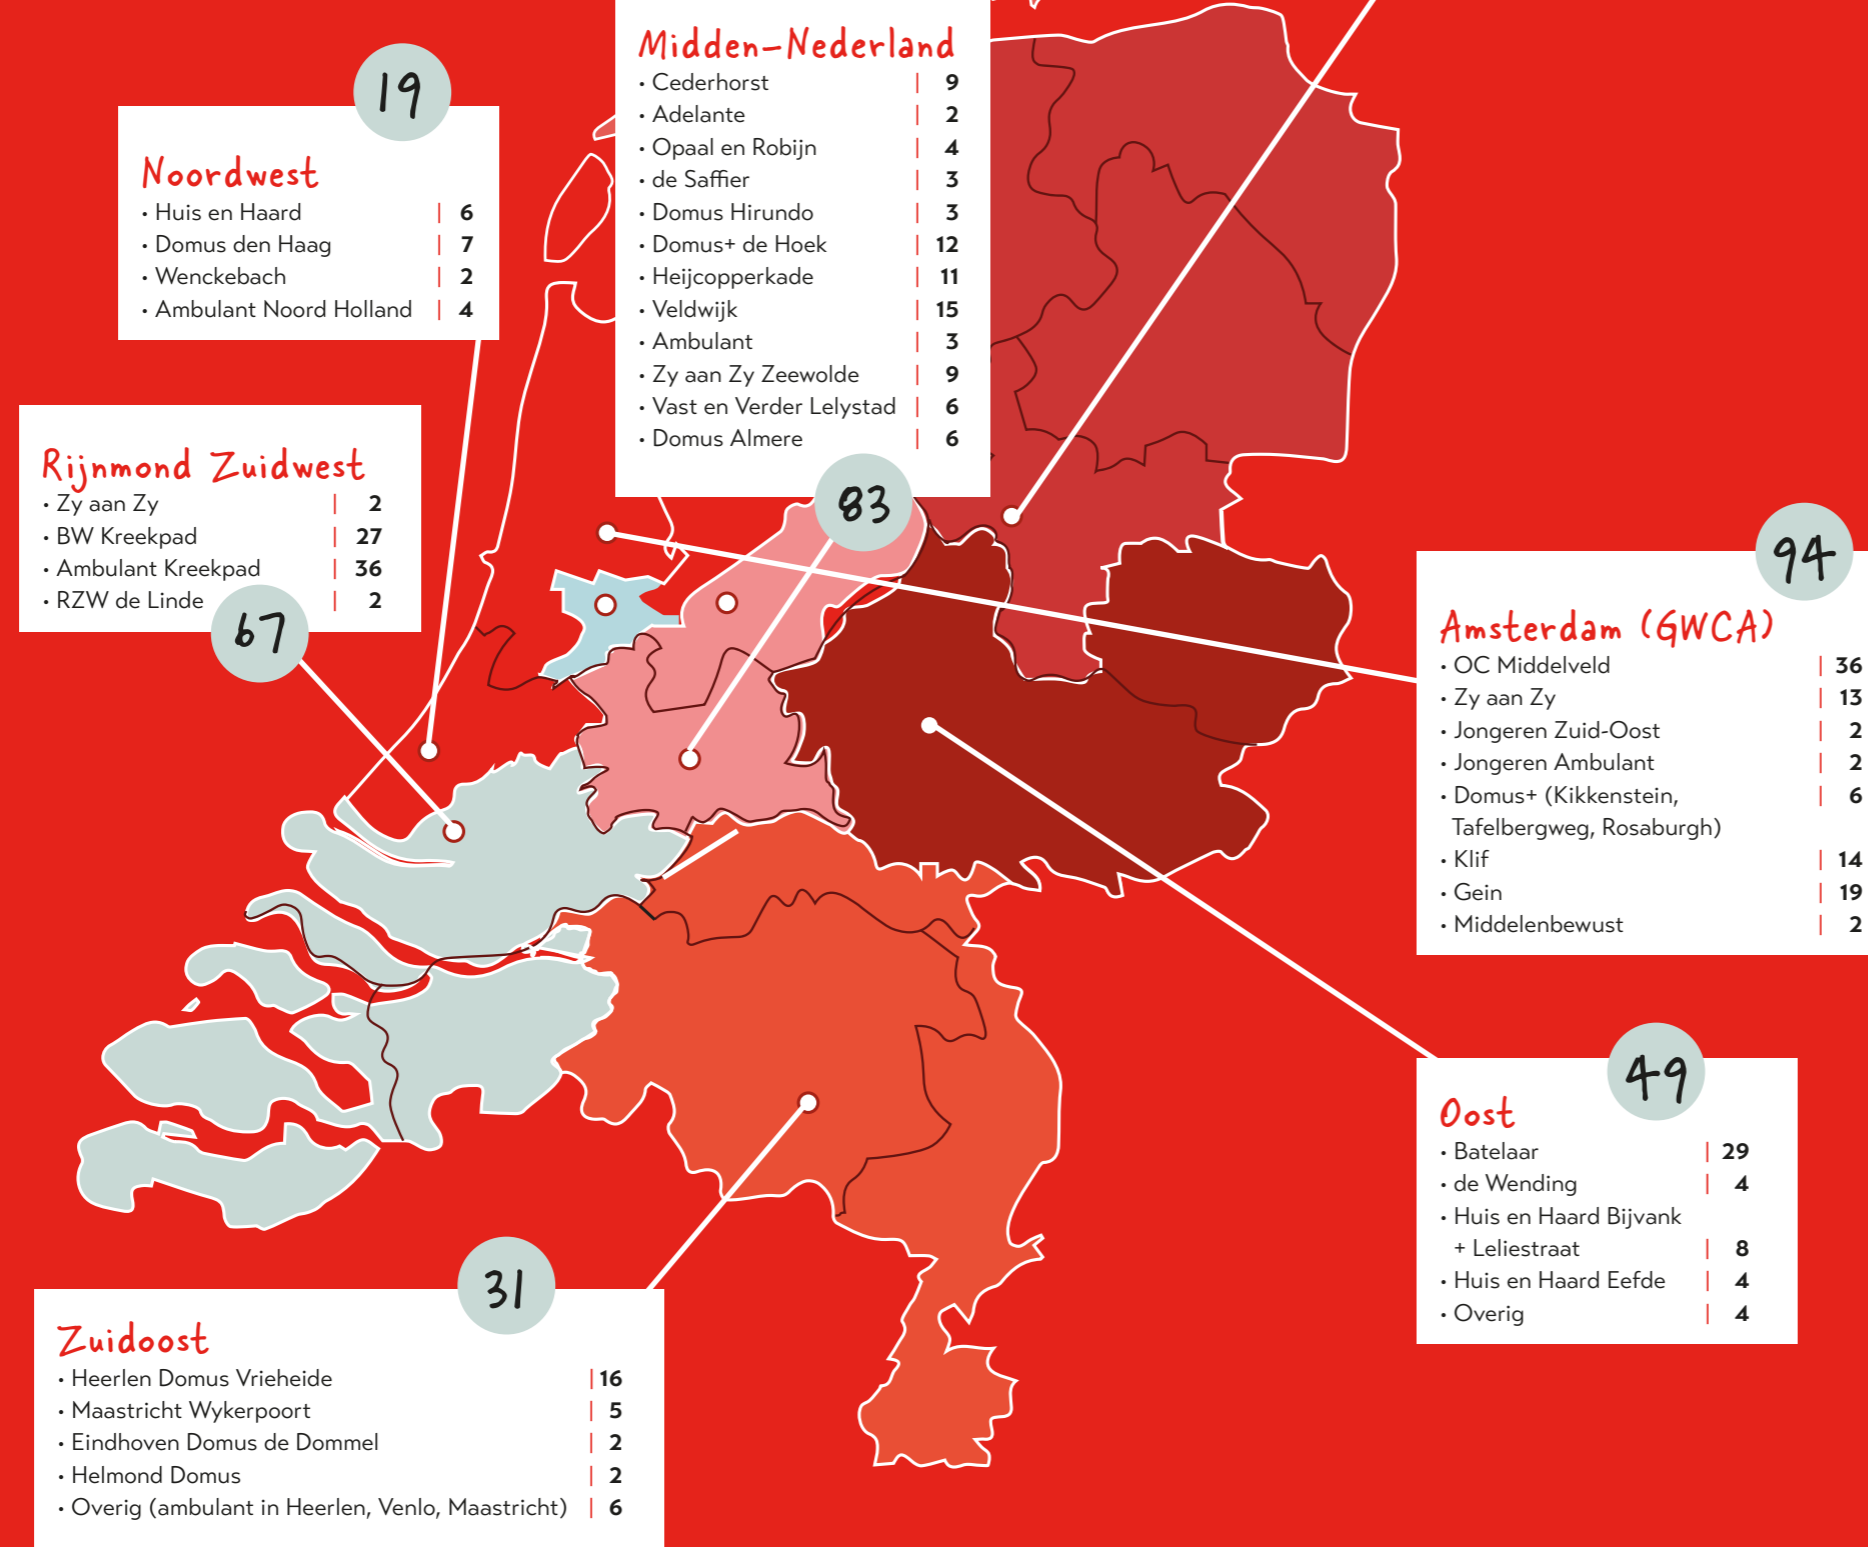 19
Noordwest
• Huis en Haard | 6
• Domus den Haag | 7
• Wenckebach | 2
• Ambulant Noord Holland | 4
Midden-Nederland
• Cederhorst | 9
• Adelante | 2
• Opaal en Robijn | 4
• de Saffier | 3
• Domus Hirundo | 3
• Domus+ de Hoek | 12
• Heijcopperkade | 11
• Veldwijk | 15
• Ambulant | 3
• Zy aan Zy Zeewolde | 9
• Vast en Verder Lelystad | 6
• Domus Almere | 6
83
Rijnmond Zuidwest
• Zy aan Zy | 2
• BW Kreekpad | 27
• Ambulant Kreekpad | 36
• RZW de Linde | 2
67
94
Amsterdam (GWCA)
• OC Middelveld | 36
• Zy aan Zy | 13
• Jongeren Zuid-Oost | 2
• Jongeren Ambulant | 2
• Domus+ (Kikkenstein, | 6
Tafelbergweg, Rosaburgh)
• Klif | 14
• Gein | 19
• Middelenbewust | 2
49
Oost
• Batelaar | 29
• de Wending | 4
• Huis en Haard Bijvank
+ Leliestraat | 8
• Huis en Haard Eefde | 4
• Overig | 4
31
Zuidoost
• Heerlen Domus Vrieheide | 16
• Maastricht Wykerpoort | 5
• Eindhoven Domus de Dommel | 2
• Helmond Domus | 2
• Overig (ambulant in Heerlen, Venlo, Maastricht) | 6